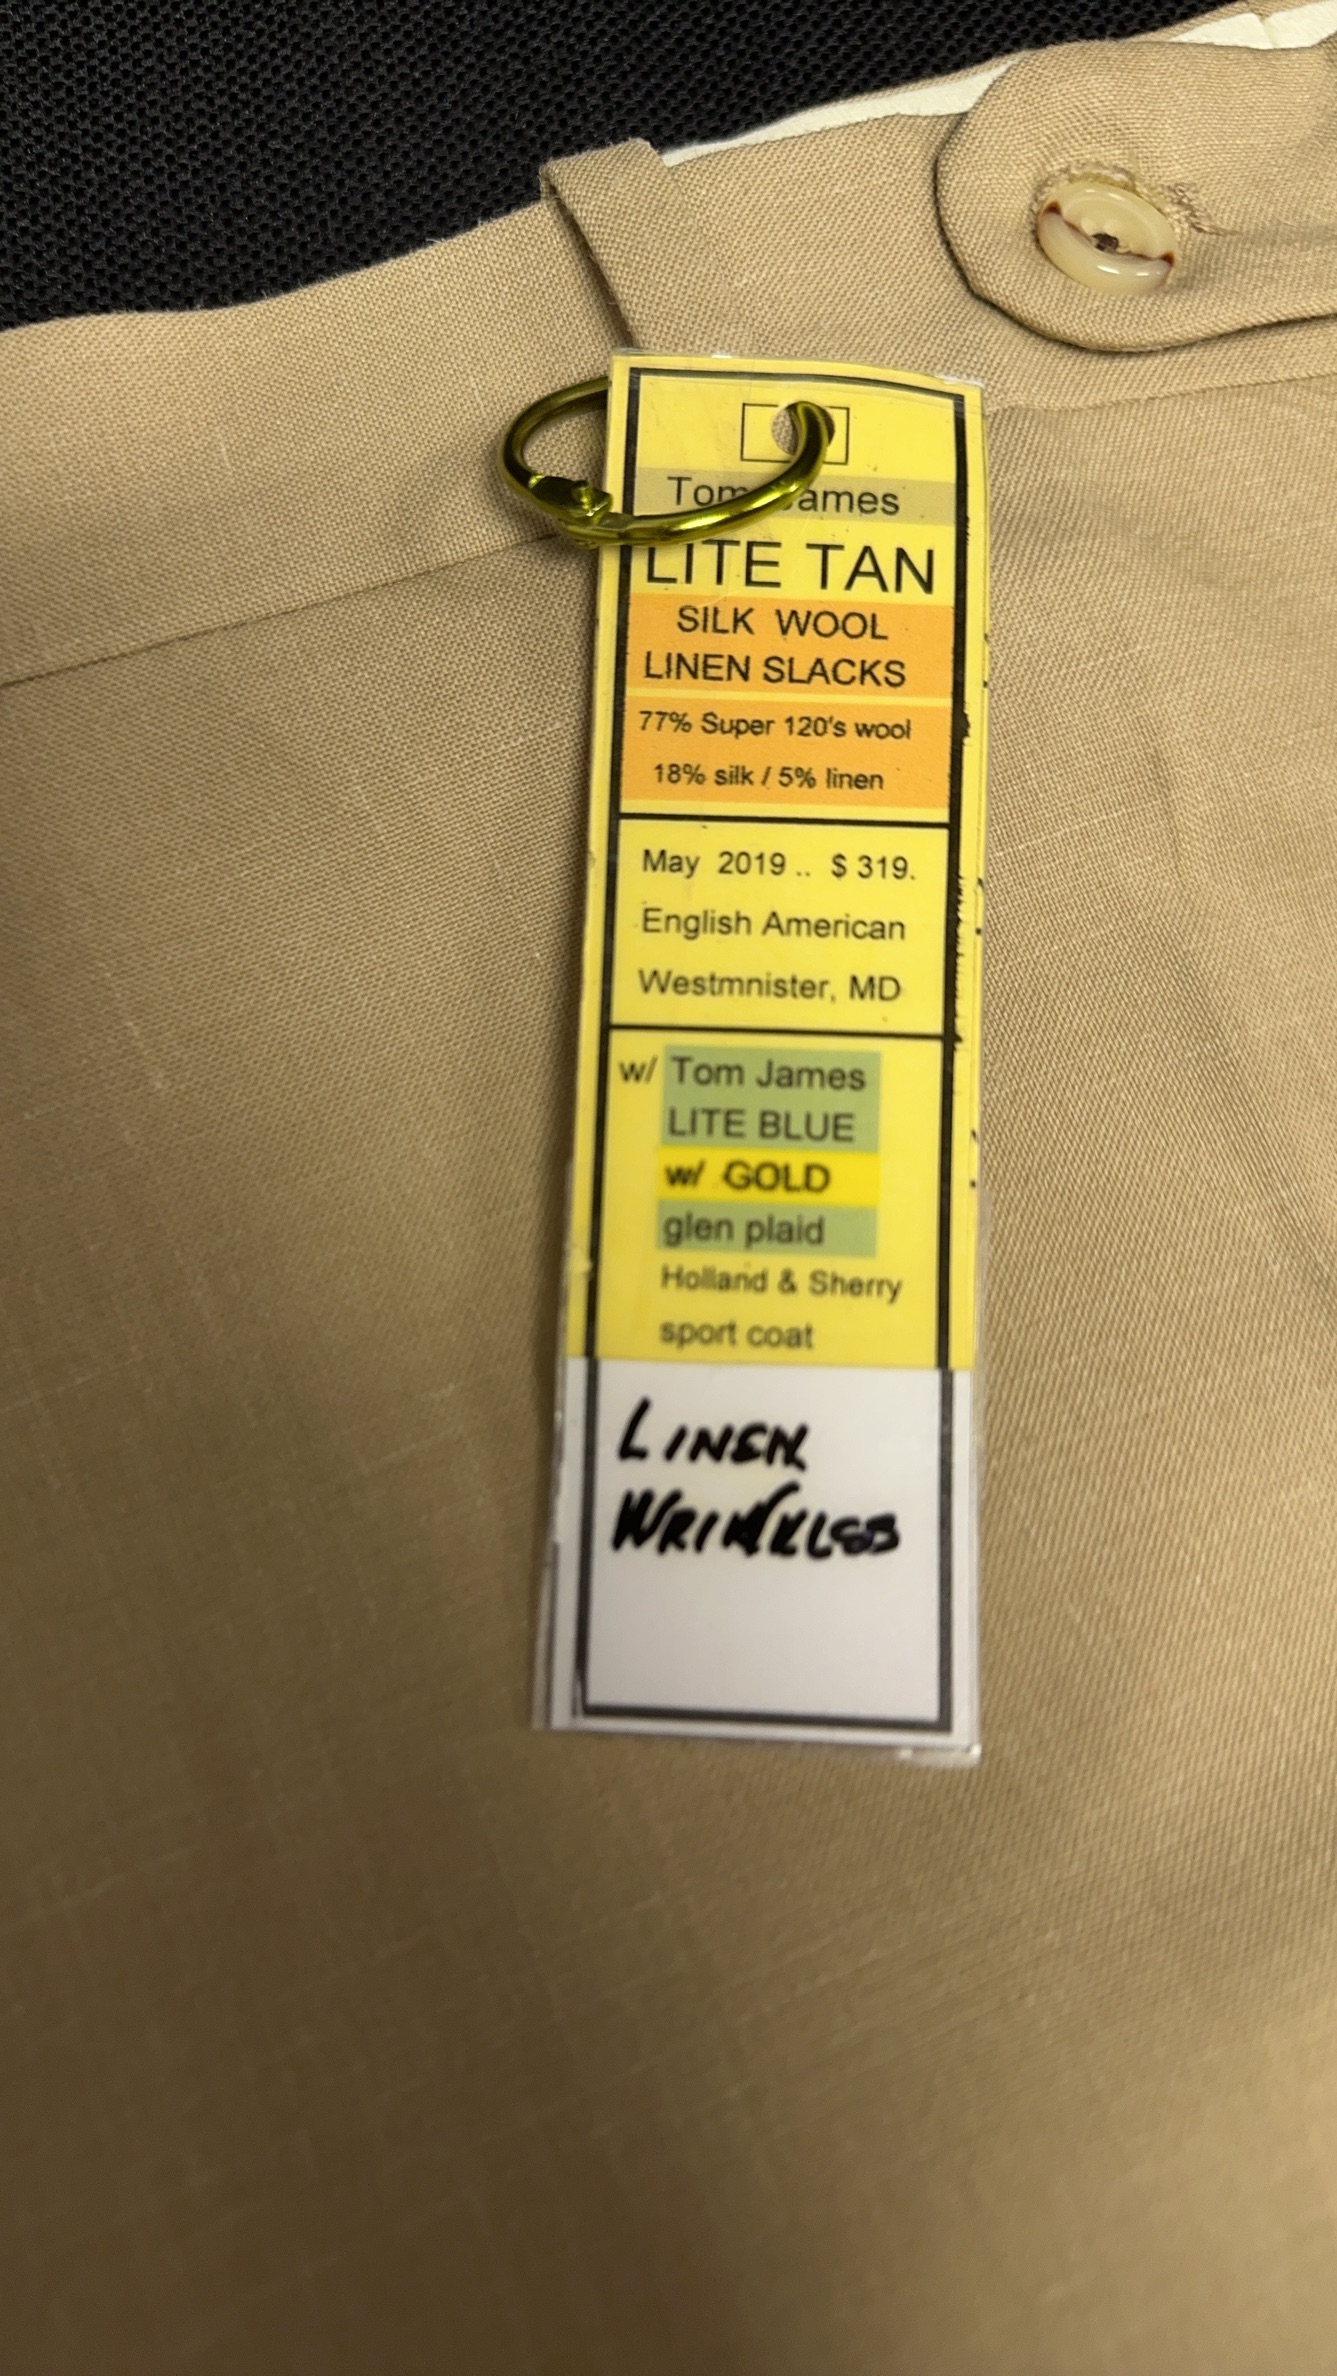 Tom James
LITE TAN
SILK WOOL
LINEN SLACKS
77% Super 120's wool
18% silk / 5% linen
May 2019 .. $ 319.
English American
Westmnister, MD
w/ Tom James
LITE BLUE
w/ GOLD
glen plaid
Holland & Sherry
sport coat
LINEN
WRINKLES